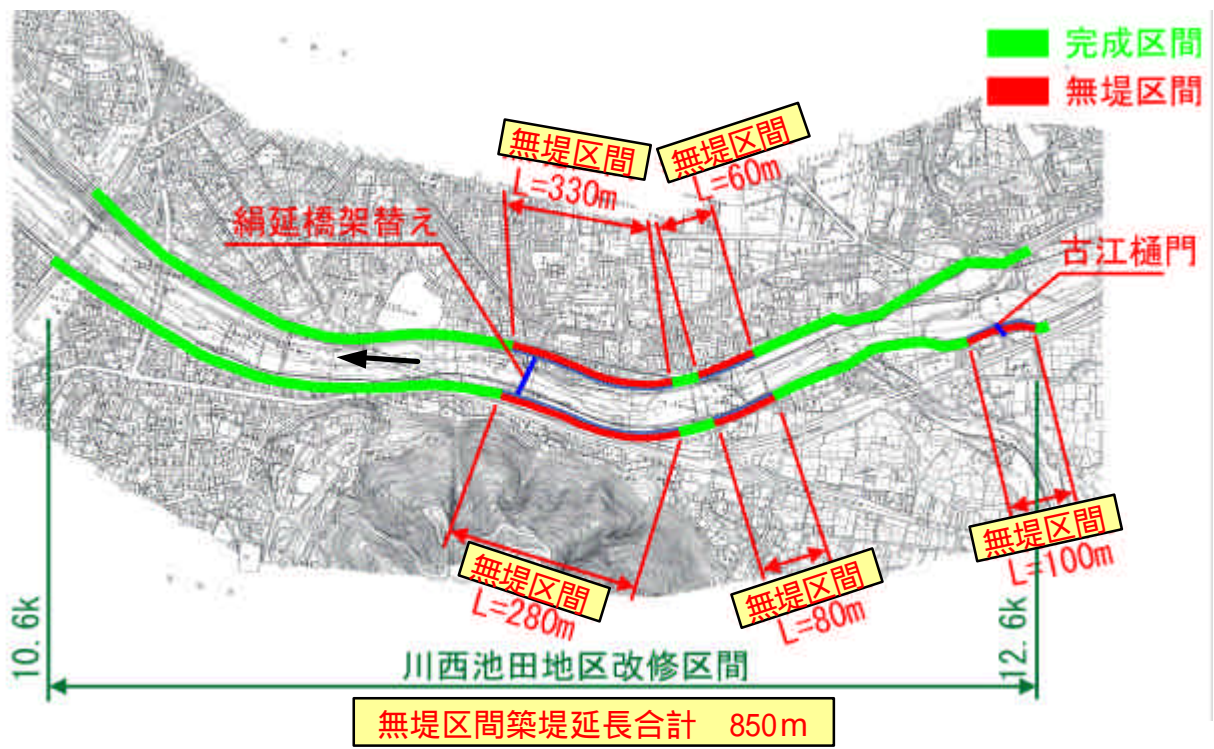 完成区間
無堤区間
無堤区間
L=330m
無堤区間
L=60m
絹延橋架替え
古江樋門
無堤区間
L=280m
無堤区間
L=80m
無堤区間
L=100m
10.6k
12.6k
川西池田地区改修区間
無堤区間築堤延長合計 850m